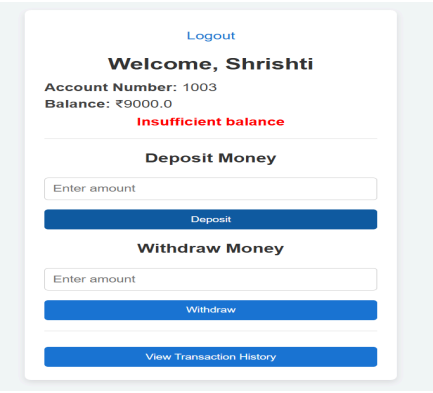 Logout
Welcome, Shrishti
Account Number: 1003
Balance: ₹9000.0
Insufficient balance
Deposit Money
Enter amount
Deposit
Withdraw Money
Enter amount
Withdraw
View Transaction History